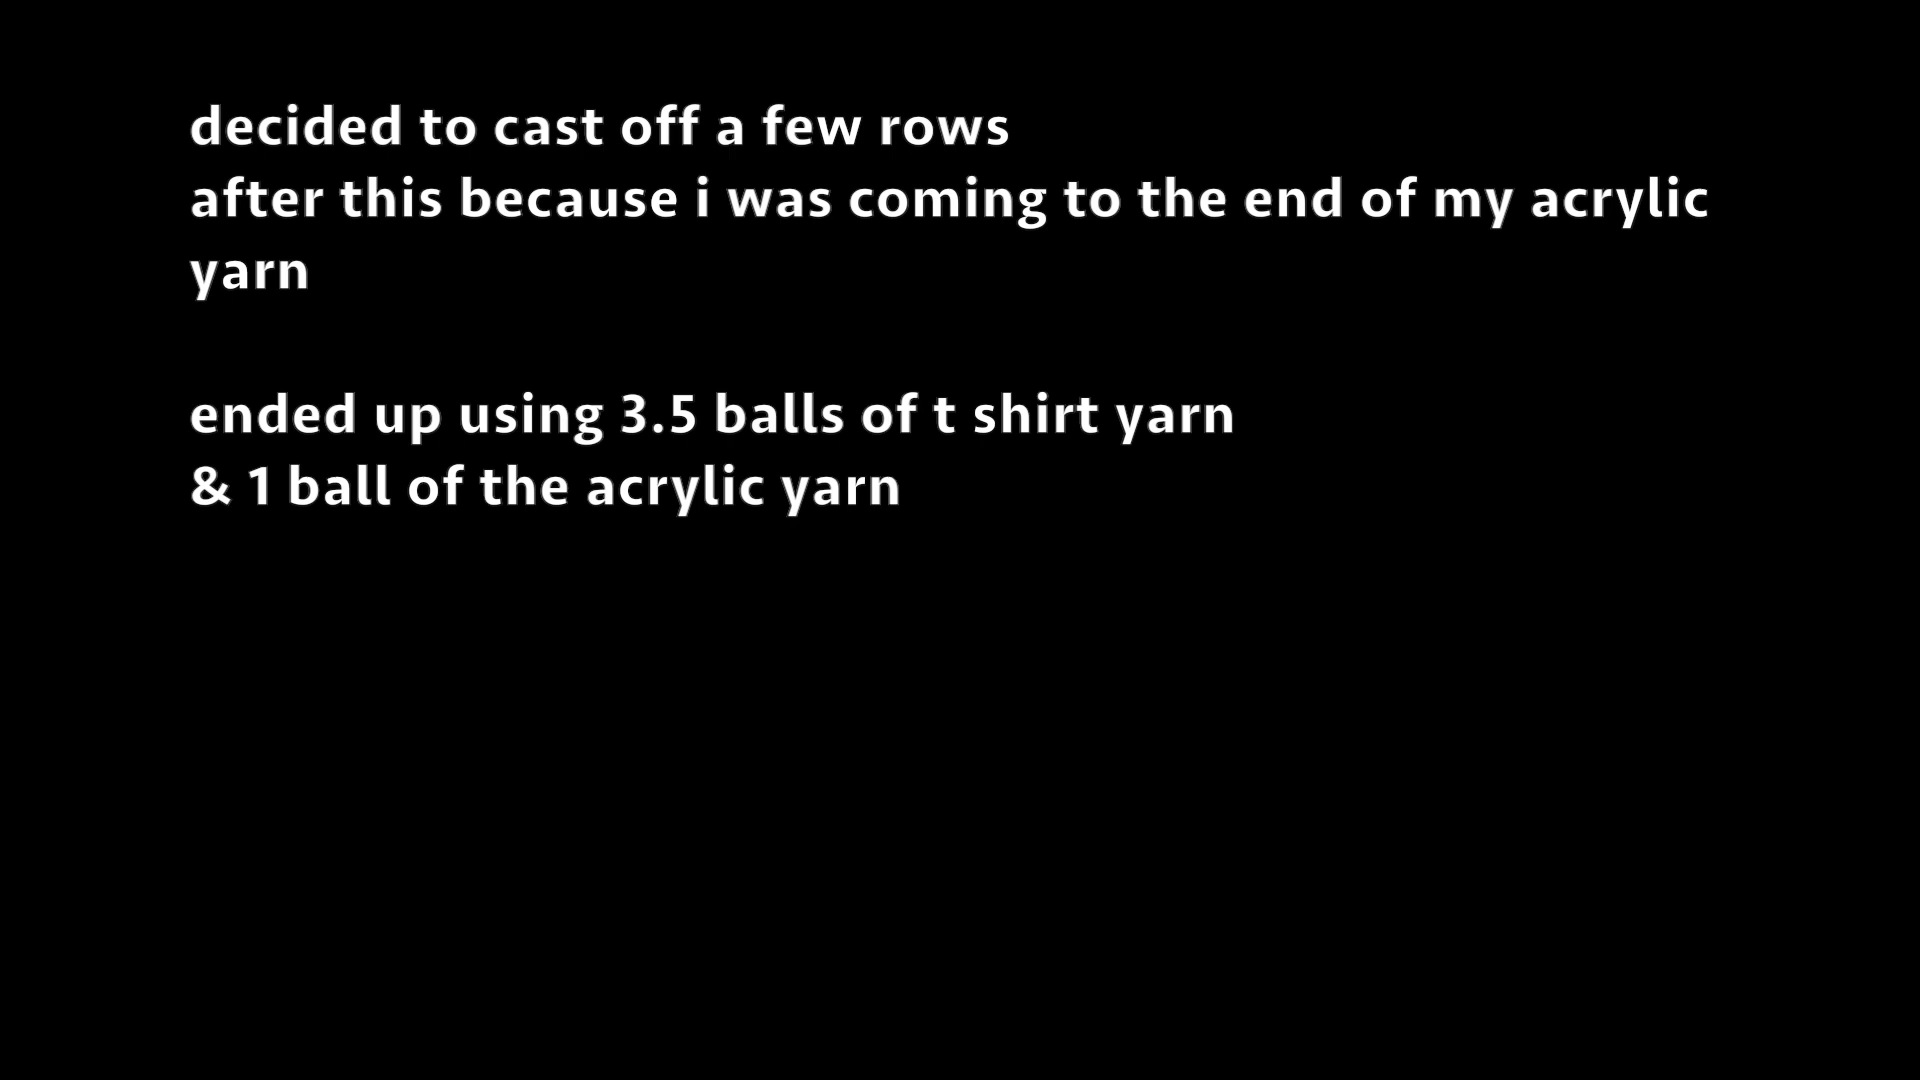 decided to cast off a few rows
after this because i was coming to the end of my acrylic
yarn
ended up using 3.5 balls of t shirt yarn
& 1 ball of the acrylic yarn